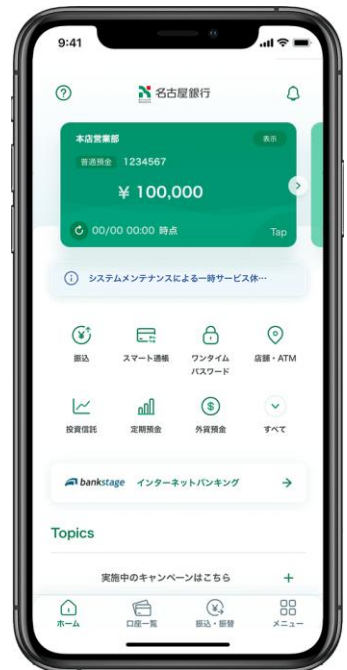 9:41
名古屋銀行
本店営業部 表示
普通預金 1234567
¥ 100,000
00/00 00:00 時点 Tap
システムメンテナンスによる一時サービス休…
振込 スマート通帳 ワンタイム パスワード 店舗・ATM
投資信託 定期預金 外貨預金 すべて
bankstage インターネットバンキング
Topics
実施中のキャンペーンはこちら
ホーム 口座一覧 振込・振替 メニュー